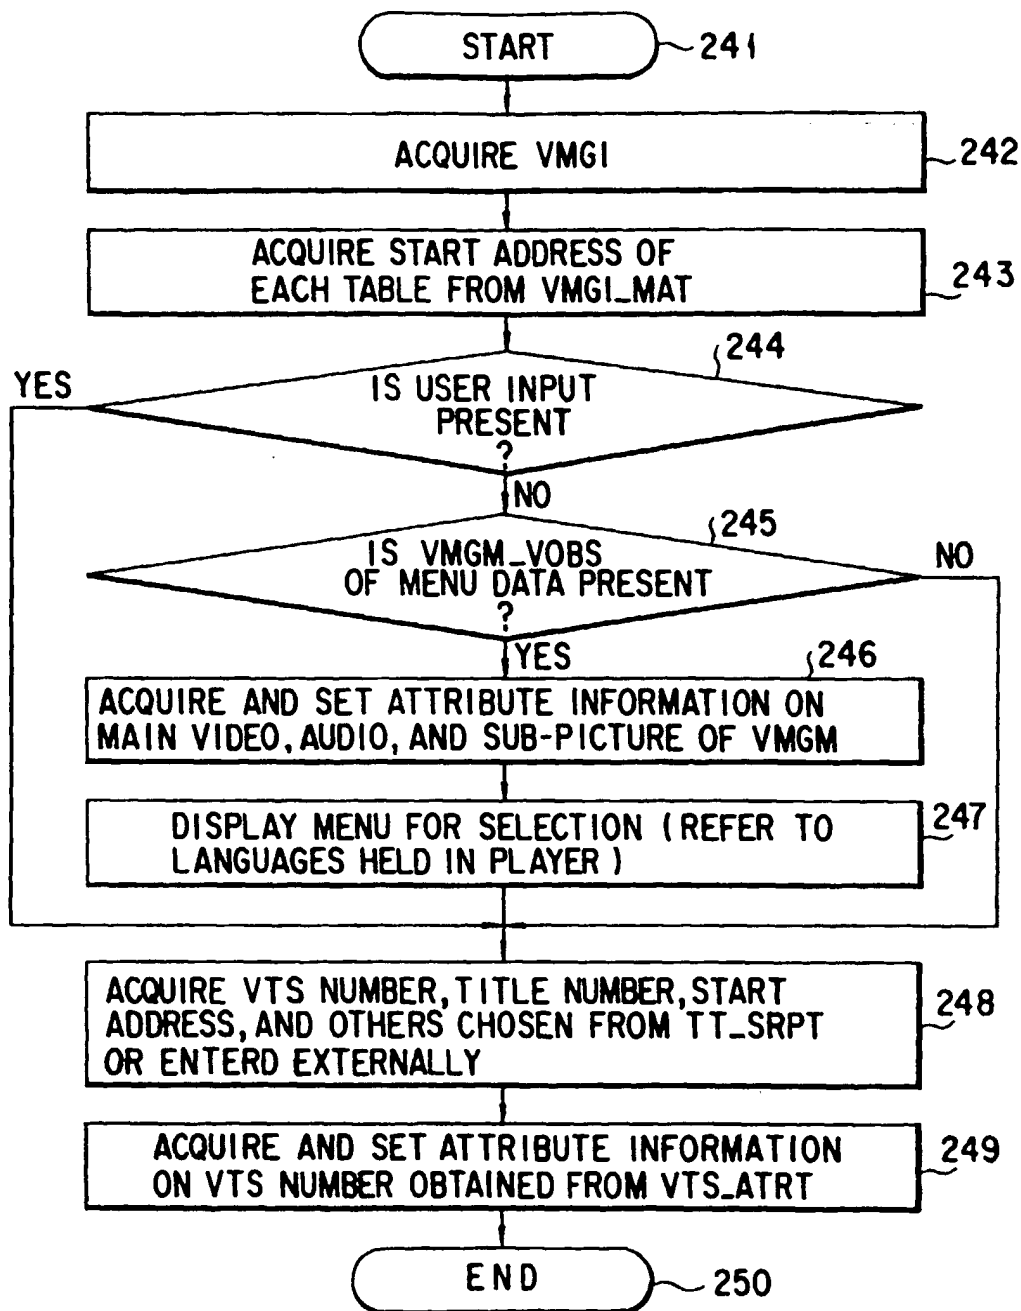 START
241
ACQUIRE VMGI
242
ACQUIRE START ADDRESS OF
EACH TABLE FROM VMGI_MAT
243
244
YES
IS USER INPUT
PRESENT
?
NO
245
IS VMGM_VOBS
OF MENU DATA PRESENT
?
NO
YES
246
ACQUIRE AND SET ATTRIBUTE INFORMATION ON
MAIN VIDEO, AUDIO, AND SUB-PICTURE OF VMGM
DISPLAY MENU FOR SELECTION (REFER TO
LANGUAGES HELD IN PLAYER)
247
ACQUIRE VTS NUMBER, TITLE NUMBER, START
ADDRESS, AND OTHERS CHOSEN FROM TT_SRPT
OR ENTERD EXTERNALLY
248
ACQUIRE AND SET ATTRIBUTE INFORMATION
ON VTS NUMBER OBTAINED FROM VTS_ATRT
249
END
250